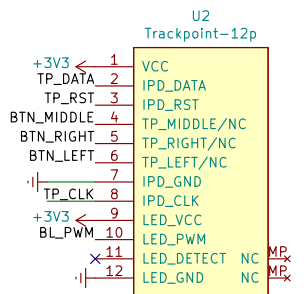 U2
Trackpoint-12p
+3V3 1 VCC
TP_DATA 2 IPD_DATA
TP_RST 3 IPD_RST
BTN_MIDDLE 4 TP_MIDDLE/NC
BTN_RIGHT 5 TP_RIGHT/NC
BTN_LEFT 6 TP_LEFT/NC
7 IPD_GND
TP_CLK 8 IPD_CLK
+3V3 9 LED_VCC
BL_PWM 10 LED_PWM
11 LED_DETECT NC MP
12 LED_GND NC MP